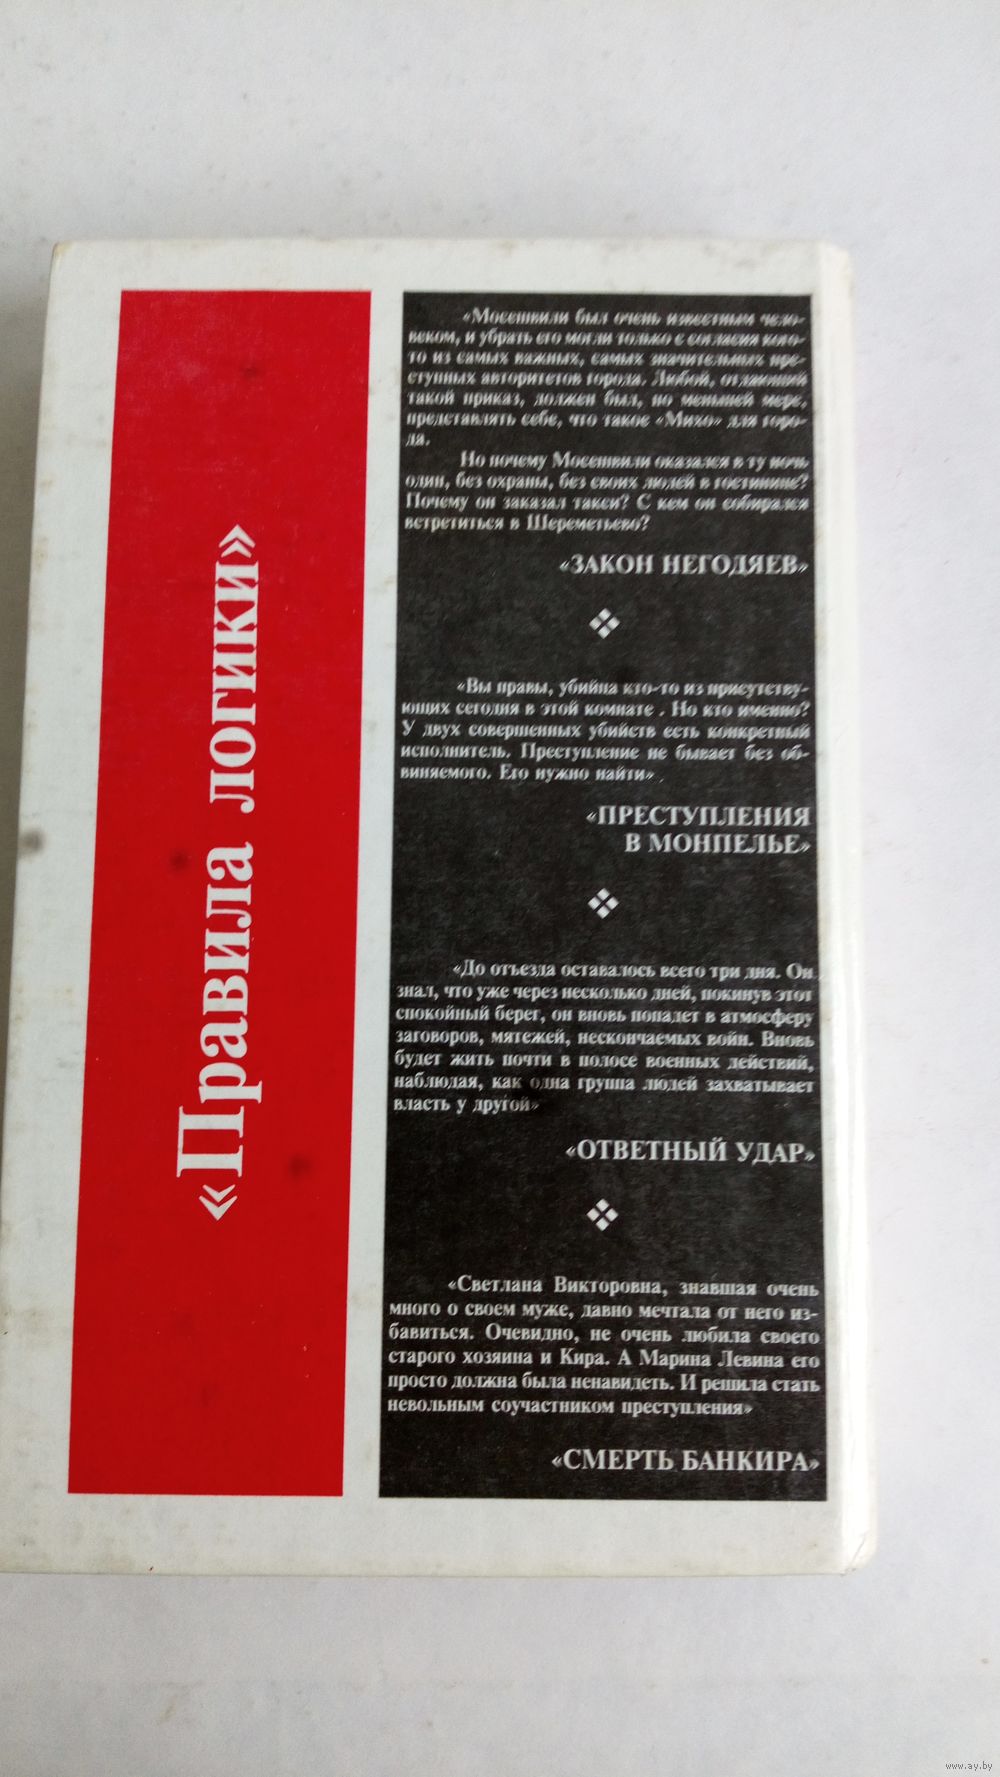 «Правила логики»
«Мосешвили был очень известным чело-
веком, и убрать его могли только с согласия кого-
то из самых важных, самых значительных пре-
ступных авторитетов города. Любой, отдающий
такой приказ, должен был, по меньшей мере,
представлять себе, что такое «Михо» для горо-
да.
Но почему Мосешвили оказался в ту ночь
один, без охраны, без своих людей в гостинице?
Почему он заказал такси? С кем он собирался
встретиться в Шереметьево?
«ЗАКОН НЕГОДЯЕВ»
«Вы правы, убийца кто-то из присутству-
ющих сегодня в этой комнате . Но кто именно?
У двух совершенных убийств есть конкретный
исполнитель. Преступление не бывает без об-
виняемого. Его нужно найти» .
«ПРЕСТУПЛЕНИЯ
В МОНПЕЛЬЕ»
«До отъезда оставалось всего три дня. Он
знал, что уже через несколько дней, покинув этот
спокойный берег, он вновь попадет в атмосферу
заговоров, мятежей, нескончаемых войн. Вновь
будет жить почти в полосе военных действий,
наблюдая, как одна группа людей захватывает
власть у другой»
«ОТВЕТНЫЙ УДАР»
«Светлана Викторовна, знавшая очень
много о своем муже, давно мечтала от него из-
бавиться. Очевидно, не очень любила своего
старого хозяина и Кира. А Марина Левина его
просто должна была ненавидеть. И решила стать
невольным соучастником преступления»
«СМЕРТЬ БАНКИРА»
www.ay.by